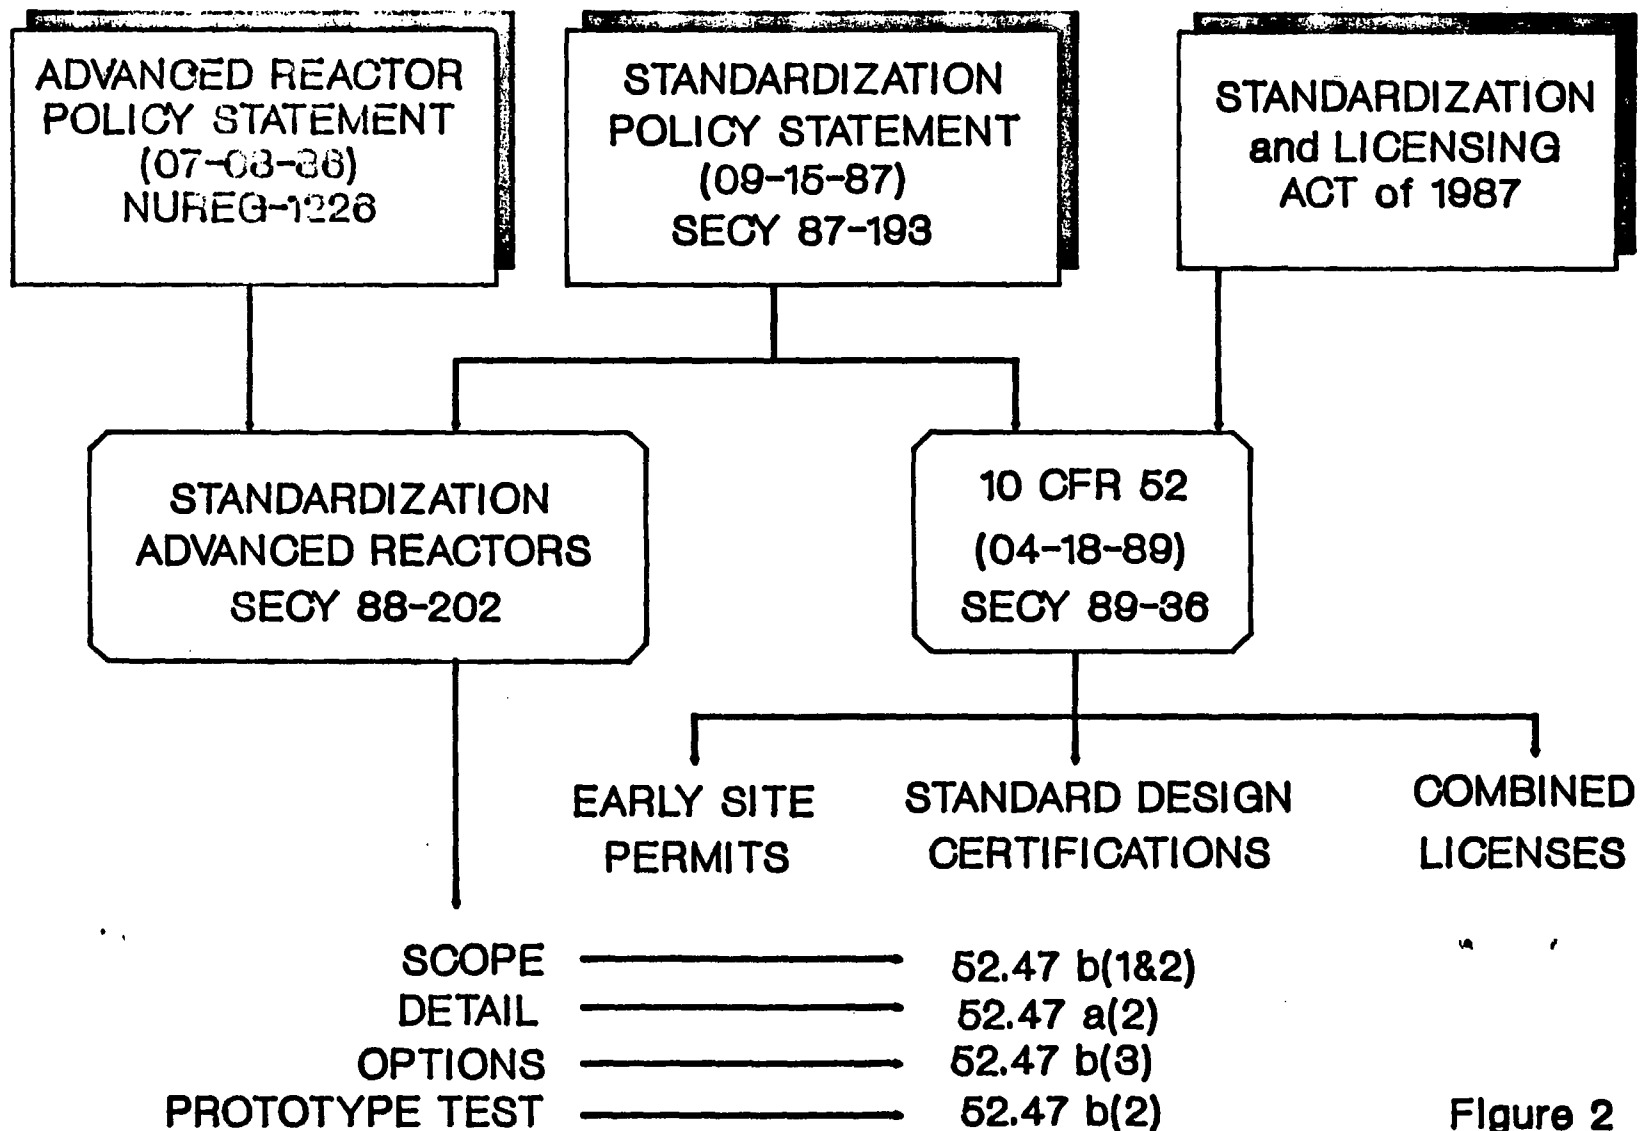 ADVANCED REACTOR
POLICY STATEMENT
(07-08-86)
NUREG-1226
STANDARDIZATION
POLICY STATEMENT
(09-15-87)
SECY 87-193
STANDARDIZATION
and LICENSING
ACT of 1987
STANDARDIZATION
ADVANCED REACTORS
SECY 88-202
10 CFR 52
(04-18-89)
SECY 89-36
EARLY SITE
PERMITS
STANDARD DESIGN
CERTIFICATIONS
COMBINED
LICENSES
SCOPE 52.47 b(1&2)
DETAIL 52.47 a(2)
OPTIONS 52.47 b(3)
PROTOTYPE TEST 52.47 b(2)
Figure 2